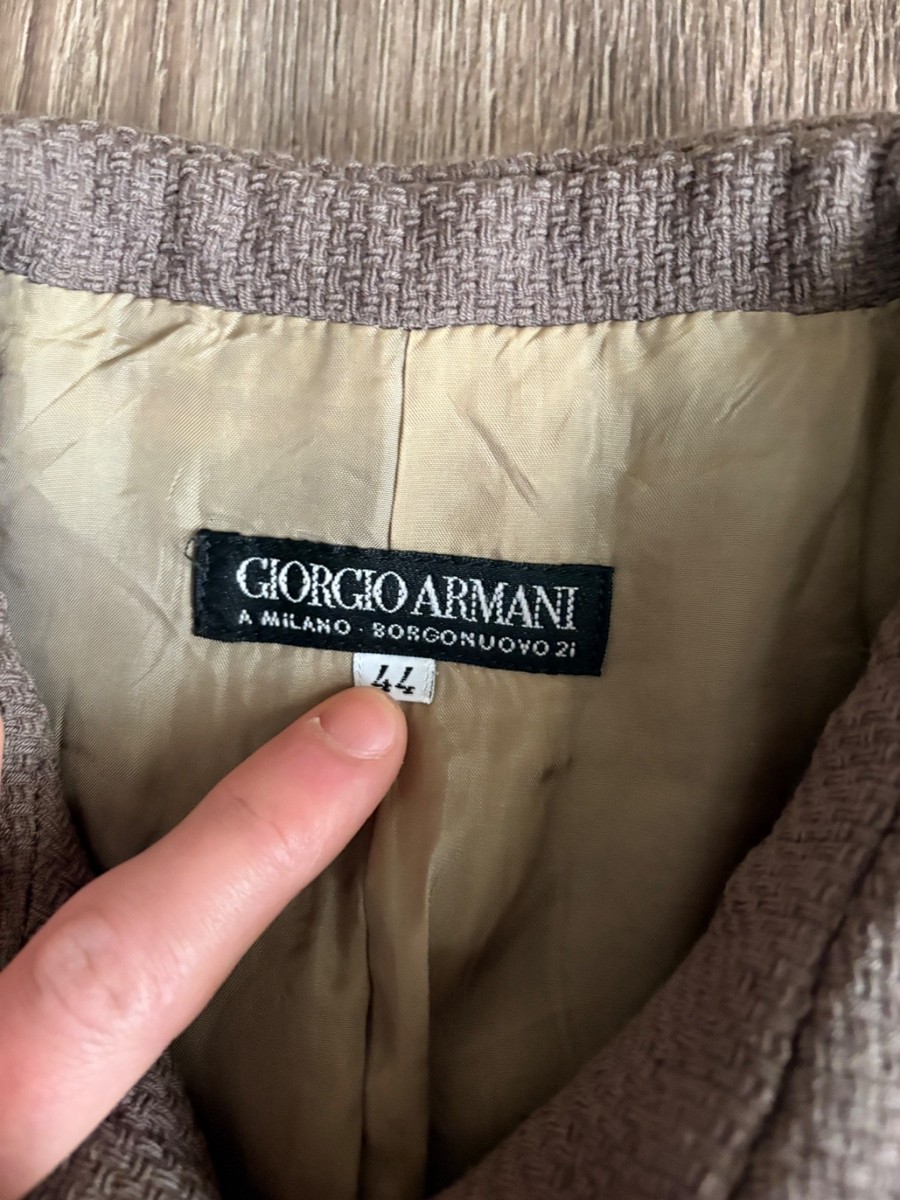 GIORGIO ARMANI
A MILANO · BORGONUOVO 21
44